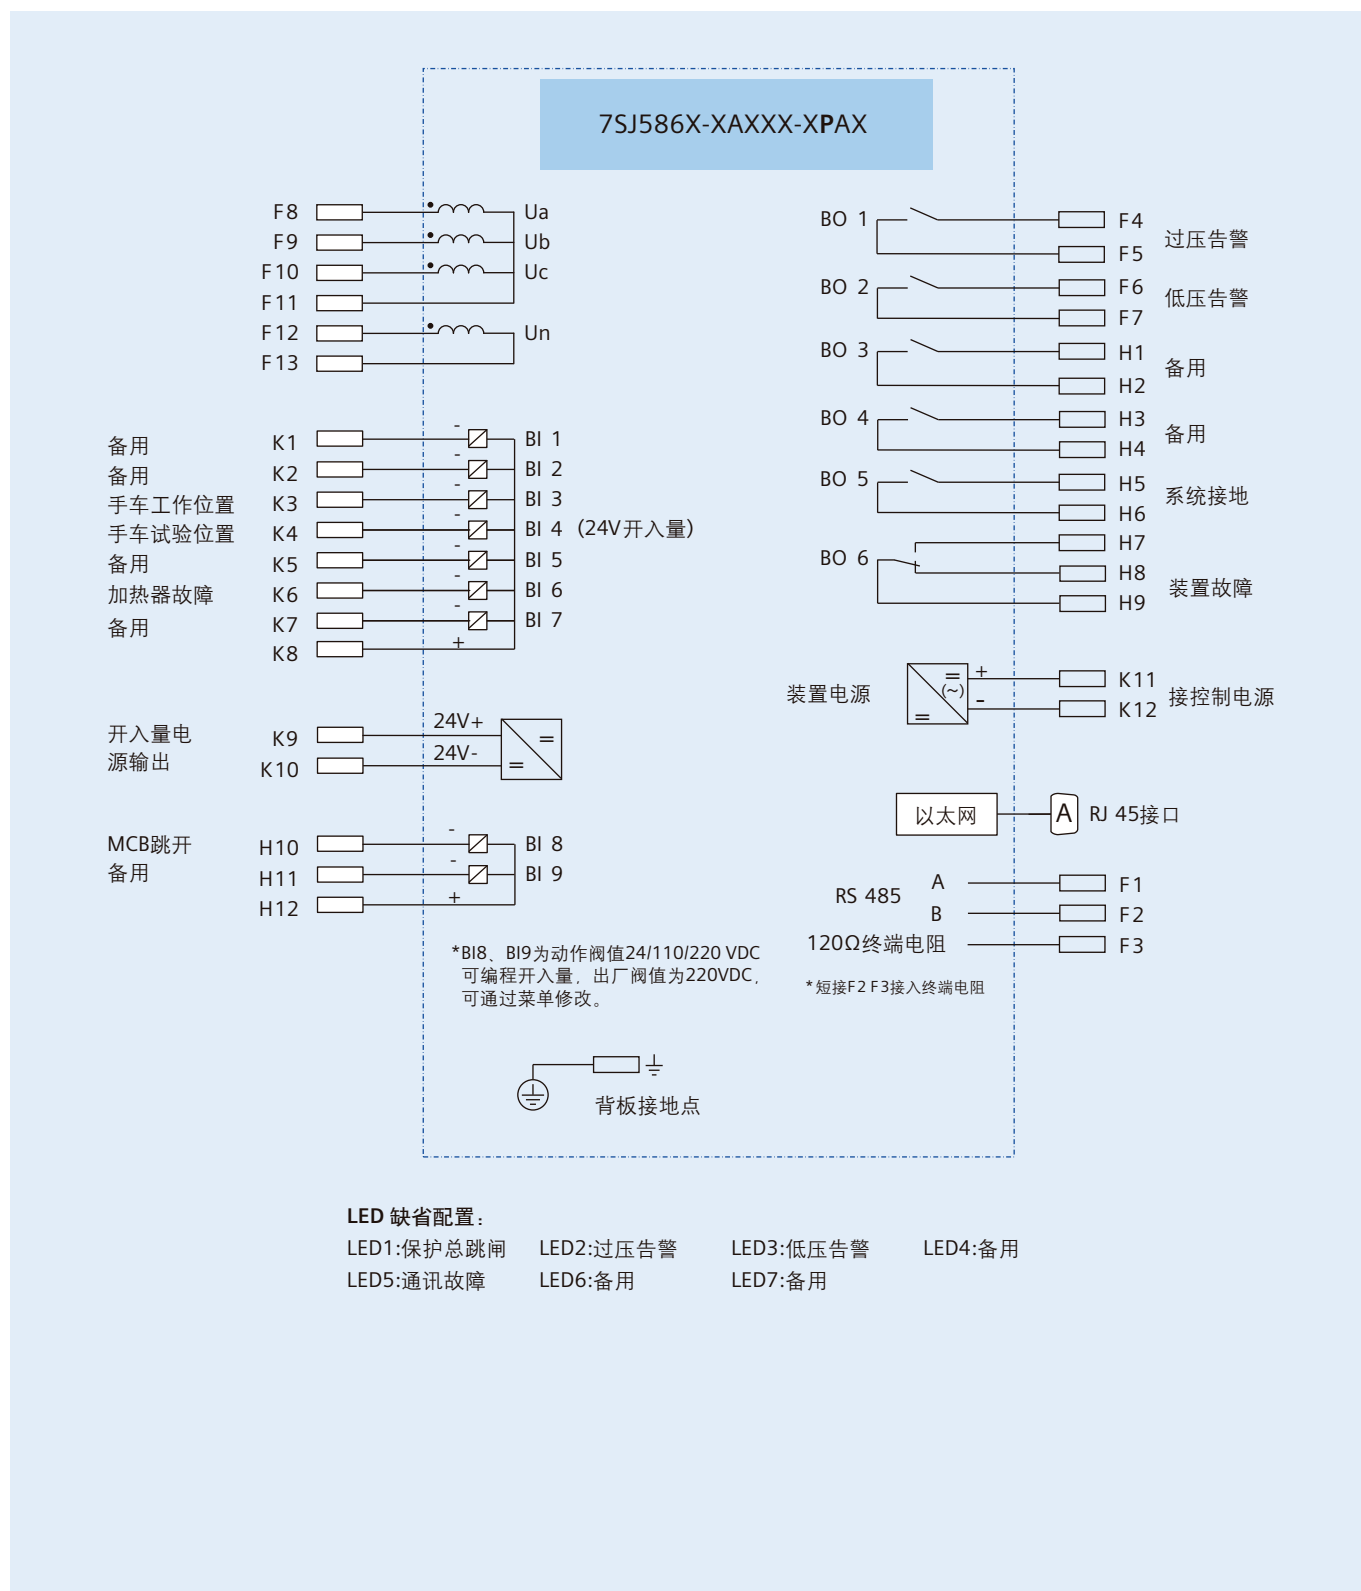 7SJ586X-XAXXX-XPAX
F8 Ua
F9 Ub
F10 Uc
F11
F12 Un
F13
备用 K1 - BI 1
备用 K2 - BI 2
手车工作位置 K3 - BI 3
手车试验位置 K4 - BI 4 (24V开入量)
备用 K5 - BI 5
加热器故障 K6 - BI 6
备用 K7 - BI 7
K8 +
开入量电
源输出
K9 24V+
K10 24V-
MCB跳开 H10 - BI 8
备用 H11 - BI 9
H12 +
*BI8、BI9为动作阀值24/110/220 VDC
可编程开入量，出厂阀值为220VDC，
可通过菜单修改。
背板接地点
BO 1 F4
过压告警
F5
BO 2 F6
低压告警
F7
BO 3 H1
备用
H2
BO 4 H3
备用
H4
BO 5 H5
系统接地
H6
H7
BO 6 H8
装置故障
H9
装置电源 = (~) = + K11
接控制电源
- K12
以太网 A RJ 45接口
RS 485
A F1
B F2
120Ω终端电阻 F3
*短接F2 F3接入终端电阻
LED 缺省配置：
LED1:保护总跳闸 LED2:过压告警 LED3:低压告警 LED4:备用
LED5:通讯故障 LED6:备用 LED7:备用